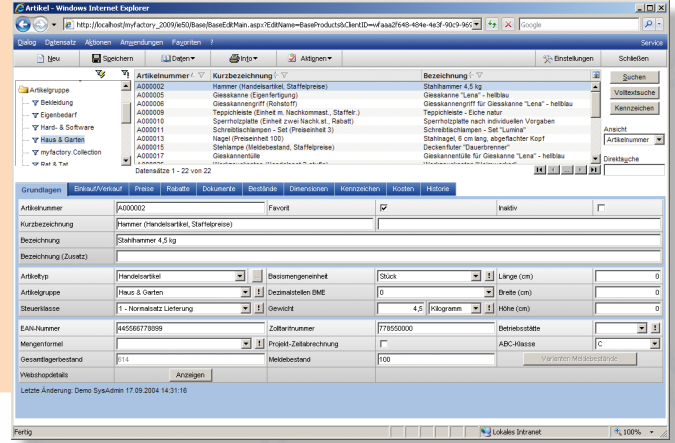 Artikel - Windows Internet Explorer
http://localhost/myfactory_2009/ie50/Base/BaseEditMain.aspx?EditName=BaseProducts&ClientID=wfaaa2f648-484e-4e3f-90c9-96
Google
Dialog Datensatz Aktionen Anwendungen Favoriten ? Service
Neu Speichern Daten Info Aktionen Einstellungen Schließen
Artikelnummer Kurzbezeichnung Bezeichnung
Artikelgruppe
Bekleidung
Eigenbedarf
Hard- & Software
Haus & Garten
myfactory.Collection
Rat & Tat
A000002 Hammer (Handelsartikel, Staffelpreise) Stahlhammer 4,5 kg
A000005 Giesskanne (Eigenfertigung) Giesskanne "Lena" - hellblau
A000006 Giesskannengriff (Rohstoff) Giesskannengriff für Giesskanne "Lena" - hellblau
A000009 Teppichleiste (Einheit m. Nachkommast., Staffelr.) Teppichleiste - Eiche natur
A000010 Sperrholzplatte (Einheit zwei Nachk.st., Rabatt) Sperrholzplatte nach individuellen Vorgaben
A000011 Schreibtischlampen - Set (Preiseinheit 3) Schreibtischlampen - Set "Lumina"
A000013 Nagel (Preiseinheit 100) Stahlnagel, 6 cm lang, abgeflachter Kopf
A000015 Stehlampe (Meldebestand, Staffelpreise) Deckenfluter "Dauerbrenner"
A000017 Gieskannentülle Gieskannentülle für Gieskanne "Lena" - hellblau
Datensätze 1 - 22 von 22
Suchen
Volltextsuche
Kennzeichen
Ansicht
Artikelnummer
Direktsuche
Grundlagen Einkauf/Verkauf Preise Rabatte Dokumente Bestände Dimensionen Kennzeichen Kosten Historie
Artikelnummer A000002 Favorit Inaktiv
Kurzbezeichnung Hammer (Handelsartikel, Staffelpreise)
Bezeichnung Stahlhammer 4,5 kg
Bezeichnung (Zusatz)
Artikeltyp Handelsartikel Basismengeneinheit Stück ! Länge (cm) 0
Artikelgruppe Haus & Garten ! Dezimalstellen BME 0 Breite (cm) 0
Steuerklasse 1 - Normalsatz Lieferung ! Gewicht 4,5 Kilogramm ! Höhe (cm) 0
EAN-Nummer 445566778899 Zolltarifnummer 778550000 Betriebsstätte !
Mengenformel ! Projekt-Zeitabrechnung ABC-Klasse C
Gesamtlagerbestand 614 Meldebestand 100 Varianten-Meldebestände
Webshopdetails Anzeigen
Letzte Änderung: Demo SysAdmin 17.09.2004 14:31:16
Fertig Lokales Intranet 100%